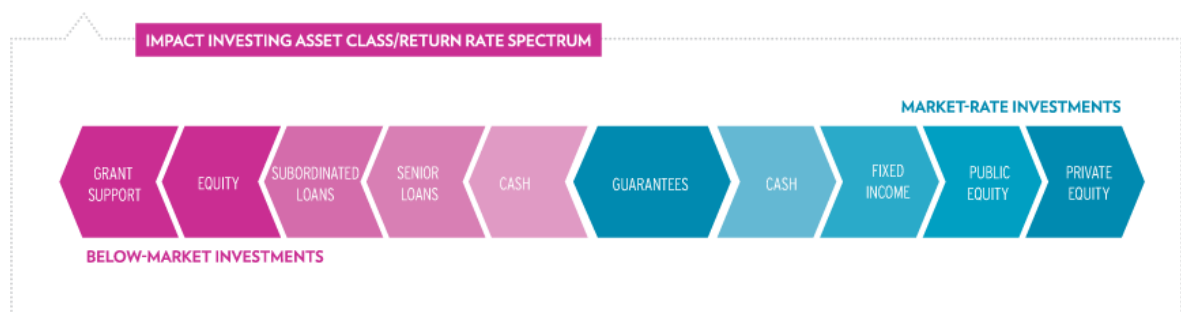 IMPACT INVESTING ASSET CLASS/RETURN RATE SPECTRUM
MARKET-RATE INVESTMENTS
GRANT
SUPPORT
EQUITY
SUBORDINATED
LOANS
SENIOR
LOANS
CASH
GUARANTEES
CASH
FIXED
INCOME
PUBLIC
EQUITY
PRIVATE
EQUITY
BELOW-MARKET INVESTMENTS